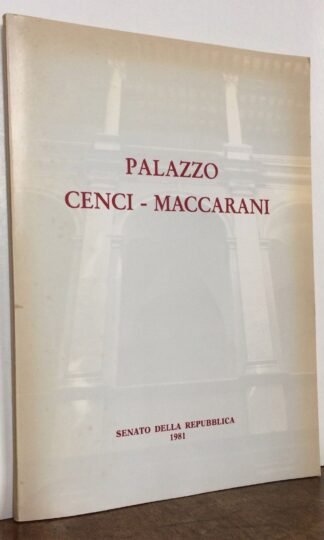 PALAZZO
CENCI - MACCARANI
SENATO DELLA REPUBBLICA
1981